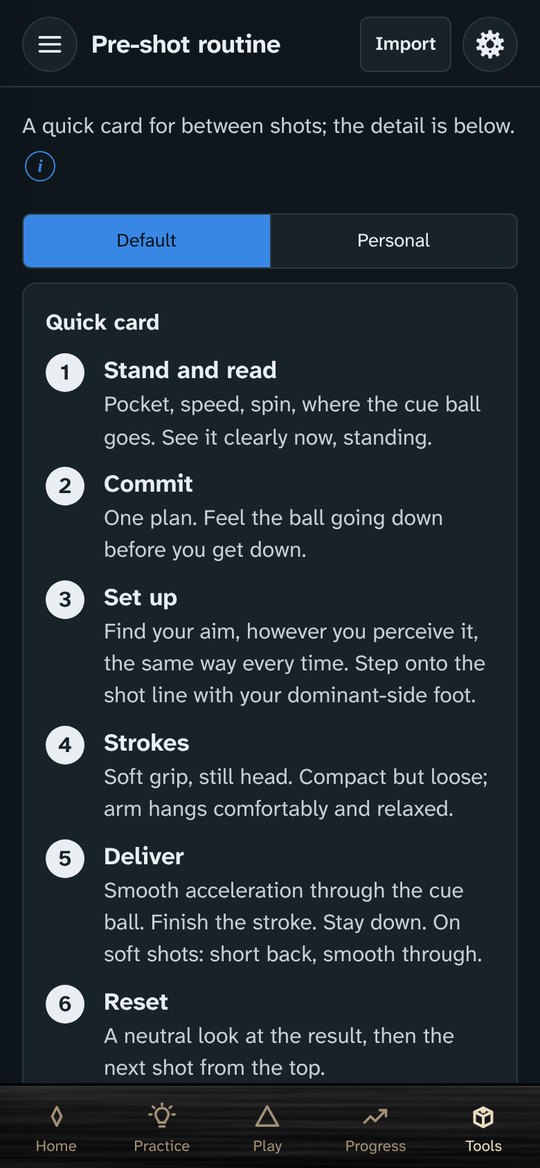 Pre-shot routine
Import
A quick card for between shots; the detail is below.
i
Default
Personal
Quick card
1
Stand and read
Pocket, speed, spin, where the cue ball
goes. See it clearly now, standing.
2
Commit
One plan. Feel the ball going down
before you get down.
3
Set up
Find your aim, however you perceive it,
the same way every time. Step onto the
shot line with your dominant-side foot.
4
Strokes
Soft grip, still head. Compact but loose;
arm hangs comfortably and relaxed.
5
Deliver
Smooth acceleration through the cue
ball. Finish the stroke. Stay down. On
soft shots: short back, smooth through.
6
Reset
A neutral look at the result, then the
next shot from the top.
Home
Practice
Play
Progress
Tools